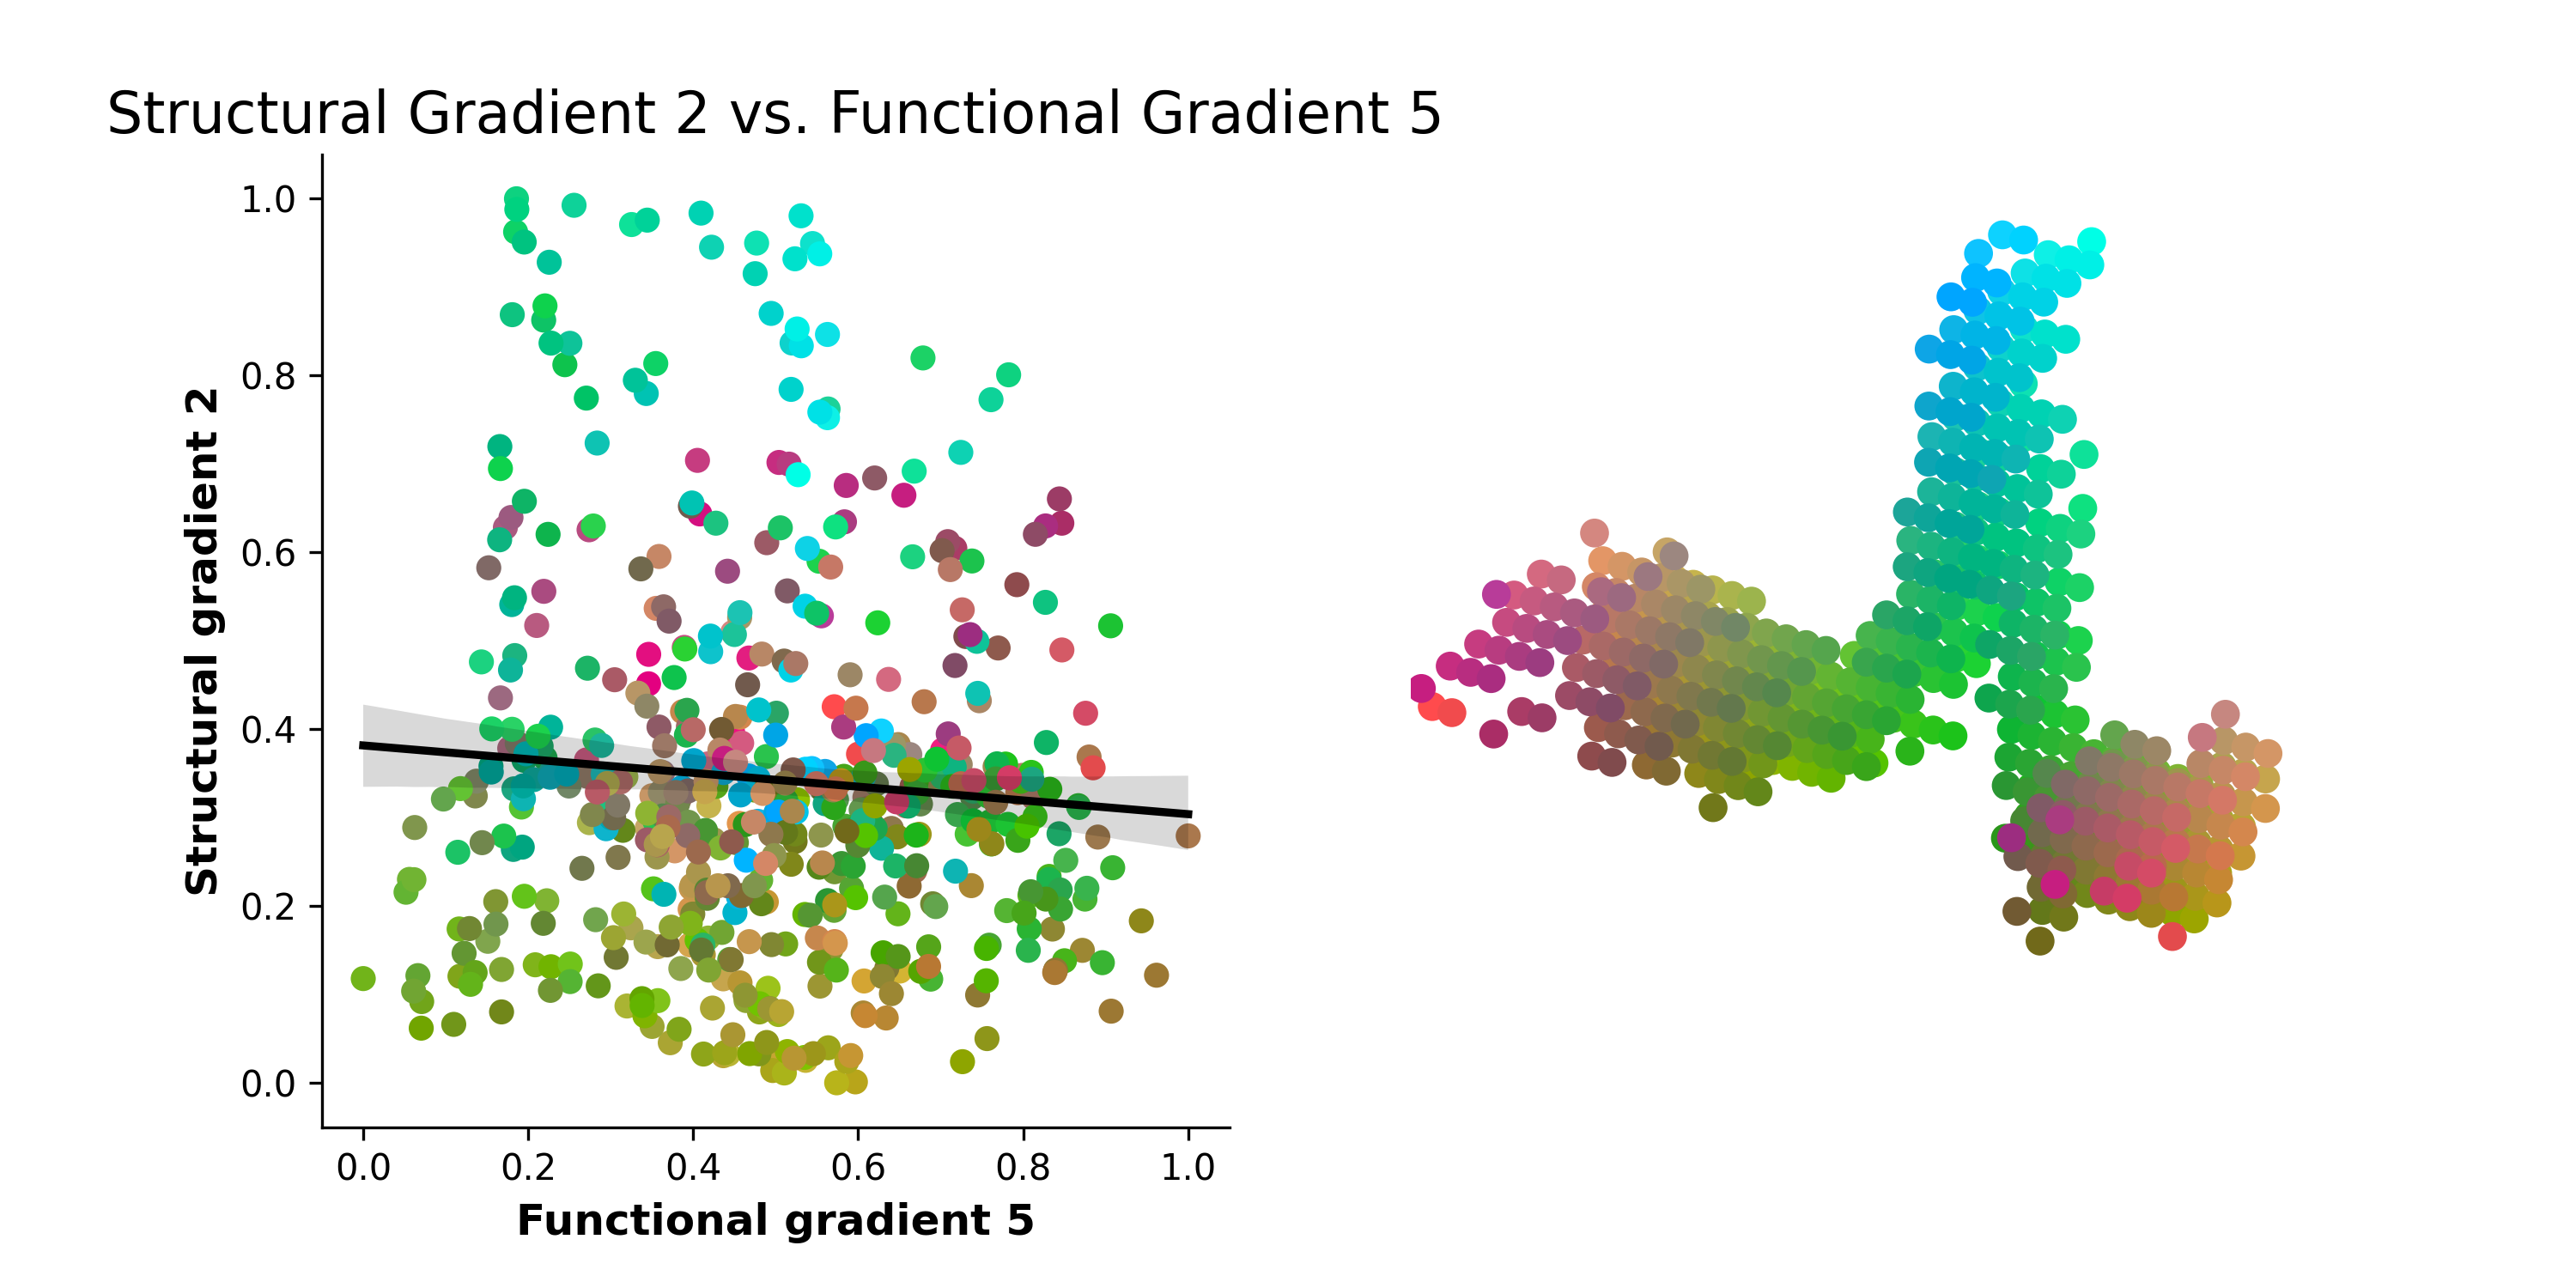 Structural Gradient 2 vs. Functional Gradient 5
Structural gradient 2
1.0
0.8
0.6
0.4
0.2
0.0
0.0 0.2 0.4 0.6 0.8 1.0
Functional gradient 5